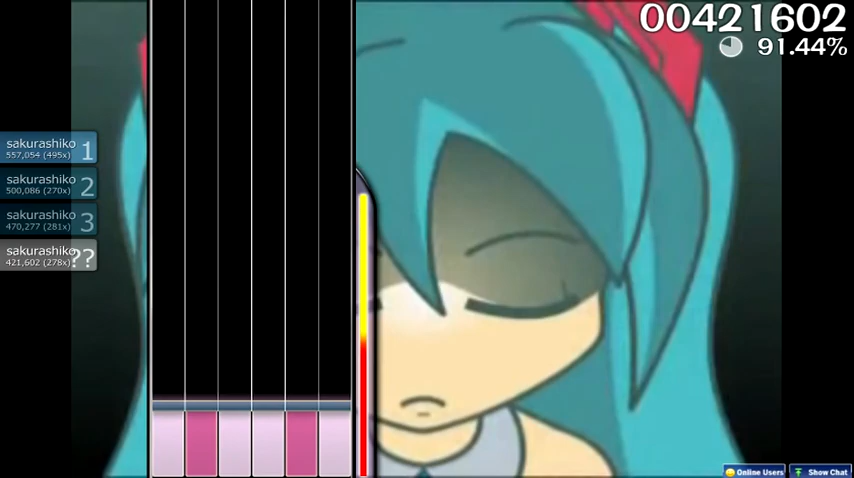 00421602
91.44%
sakurashiko
557,054 (495x)
1
sakurashiko
500,086 (270x)
2
sakurashiko
470,277 (281x)
3
sakurashiko
421,602 (278x)
??
Online Users
Show Chat